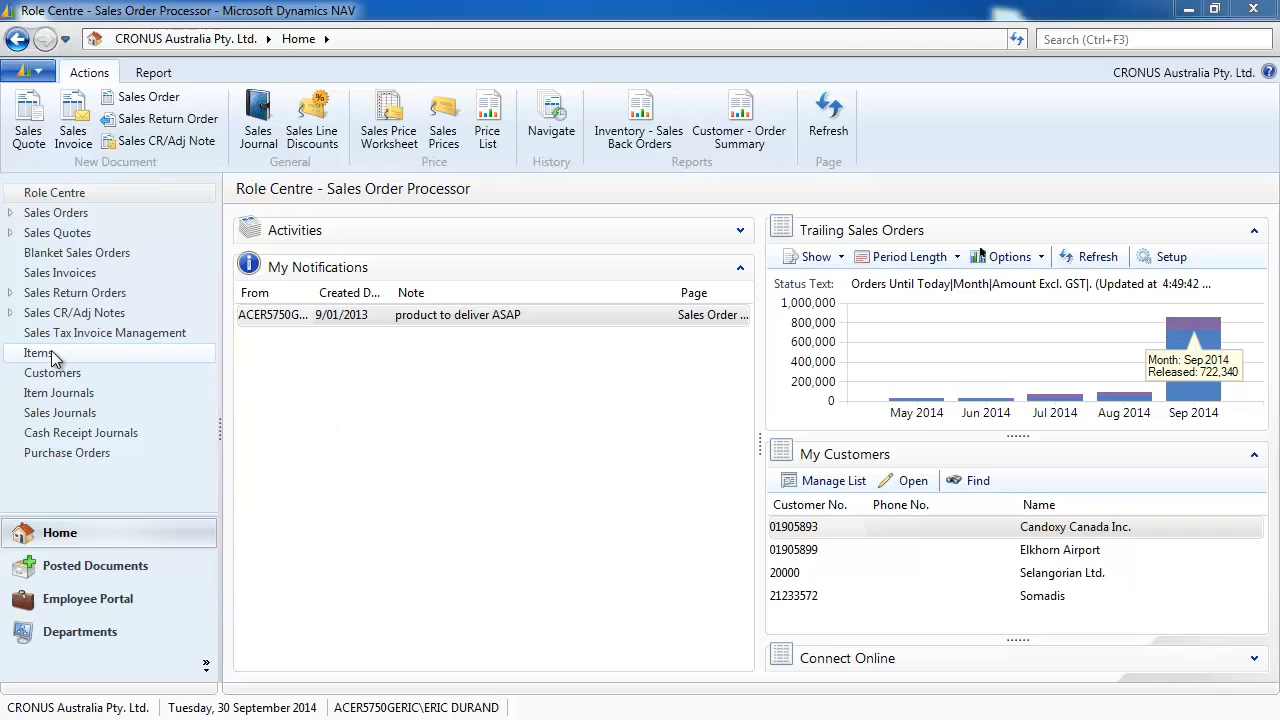 Role Centre - Sales Order Processor - Microsoft Dynamics NAV
CRONUS Australia Pty. Ltd. Home
Search (Ctrl+F3)
Actions Report
CRONUS Australia Pty. Ltd.
Sales Quote
Sales Invoice
Sales Order
Sales Return Order
Sales CR/Adj Note
New Document
Sales Journal
Sales Line Discounts
General
Sales Price Worksheet
Sales Prices
Price List
Price
Navigate
History
Inventory - Sales Back Orders
Customer - Order Summary
Reports
Refresh
Page
Role Centre
Sales Orders
Sales Quotes
Blanket Sales Orders
Sales Invoices
Sales Return Orders
Sales CR/Adj Notes
Sales Tax Invoice Management
Items
Customers
Item Journals
Sales Journals
Cash Receipt Journals
Purchase Orders
Home
Posted Documents
Employee Portal
Departments
Role Centre - Sales Order Processor
Activities
My Notifications
From Created D... Note Page
ACER5750G... 9/01/2013 product to deliver ASAP Sales Order ...
Trailing Sales Orders
Show Period Length Options Refresh Setup
Status Text: Orders Until Today|Month|Amount Excl. GST|. (Updated at 4:49:42 ...
1,000,000
800,000
600,000
400,000
200,000
0
May 2014 Jun 2014 Jul 2014 Aug 2014 Sep 2014
Month: Sep 2014
Released: 722,340
My Customers
Manage List Open Find
Customer No. Phone No. Name
01905893 Candoxy Canada Inc.
01905899 Elkhorn Airport
20000 Selangorian Ltd.
21233572 Somadis
Connect Online
CRONUS Australia Pty. Ltd. Tuesday, 30 September 2014 ACER5750GERIC\ERIC DURAND